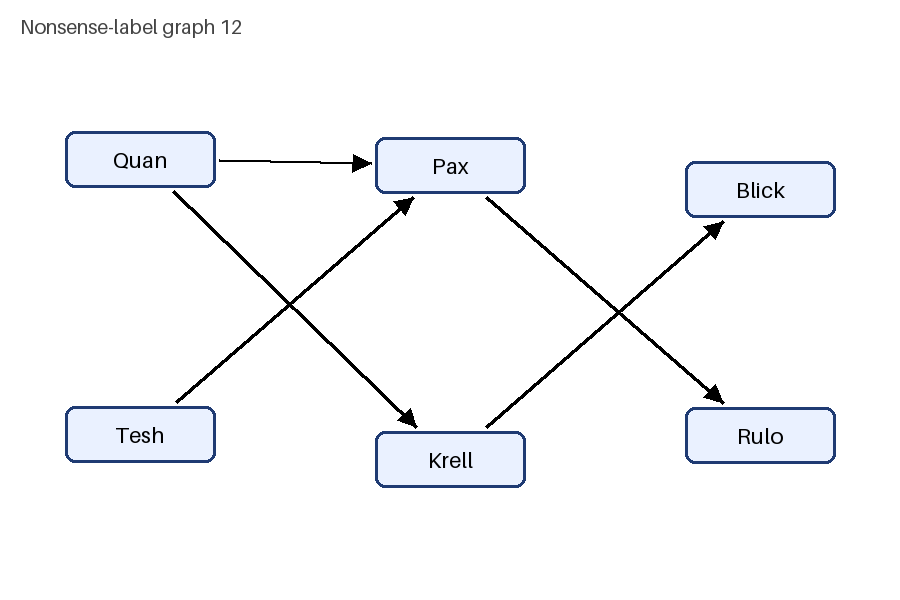 Nonsense-label graph 12
Quan
Pax
Blick
Tesh
Krell
Rulo